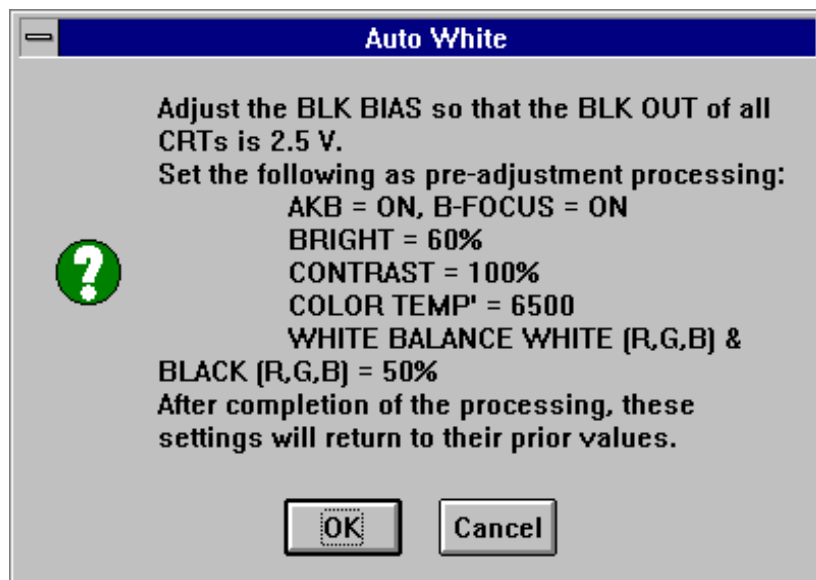 Auto White
Adjust the BLK BIAS so that the BLK OUT of all
CRTs is 2.5 V.
Set the following as pre-adjustment processing:
AKB = ON, B-FOCUS = ON
BRIGHT = 60%
CONTRAST = 100%
COLOR TEMP' = 6500
WHITE BALANCE WHITE (R,G,B) &
BLACK (R,G,B) = 50%
After completion of the processing, these
settings will return to their prior values.
OK
Cancel